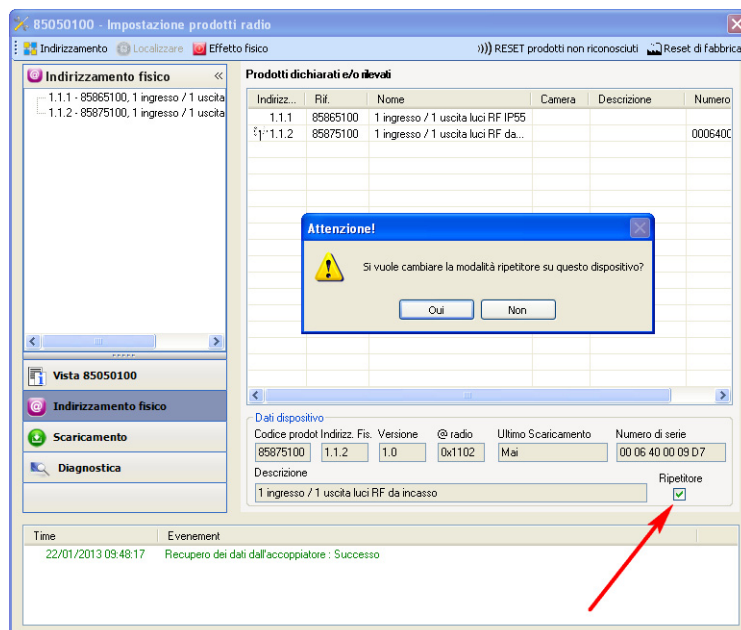 85050100 - Impostazione prodotti radio
Indirizzamento Localizzare Effetto fisico ))) RESET prodotti non riconosciuti Reset di fabbrica
Indirizzamento fisico «
1.1.1 - 85865100, 1 ingresso / 1 uscita
1.1.2 - 85875100, 1 ingresso / 1 uscita
Prodotti dichiarati e/o rilevati
Indirizz... Rif. Nome Camera Descrizione Numero
1.1.1 85865100 1 ingresso / 1 uscita luci RF IP55
1.1.2 85875100 1 ingresso / 1 uscita luci RF da... 0006400
Attenzione!
Si vuole cambiare la modalità ripetitore su questo dispositivo?
Oui Non
Vista 85050100
Indirizzamento fisico
Scaricamento
Diagnostica
Dati dispositivo
Codice prodot Indirizz. Fis. Versione @ radio Ultimo Scaricamento Numero di serie
85875100 1.1.2 1.0 0x1102 Mai 00 06 40 00 09 D7
Descrizione Ripetitore
1 ingresso / 1 uscita luci RF da incasso
Time Evenement
22/01/2013 09:48:17 Recupero dei dati dall'accoppiatore : Successo